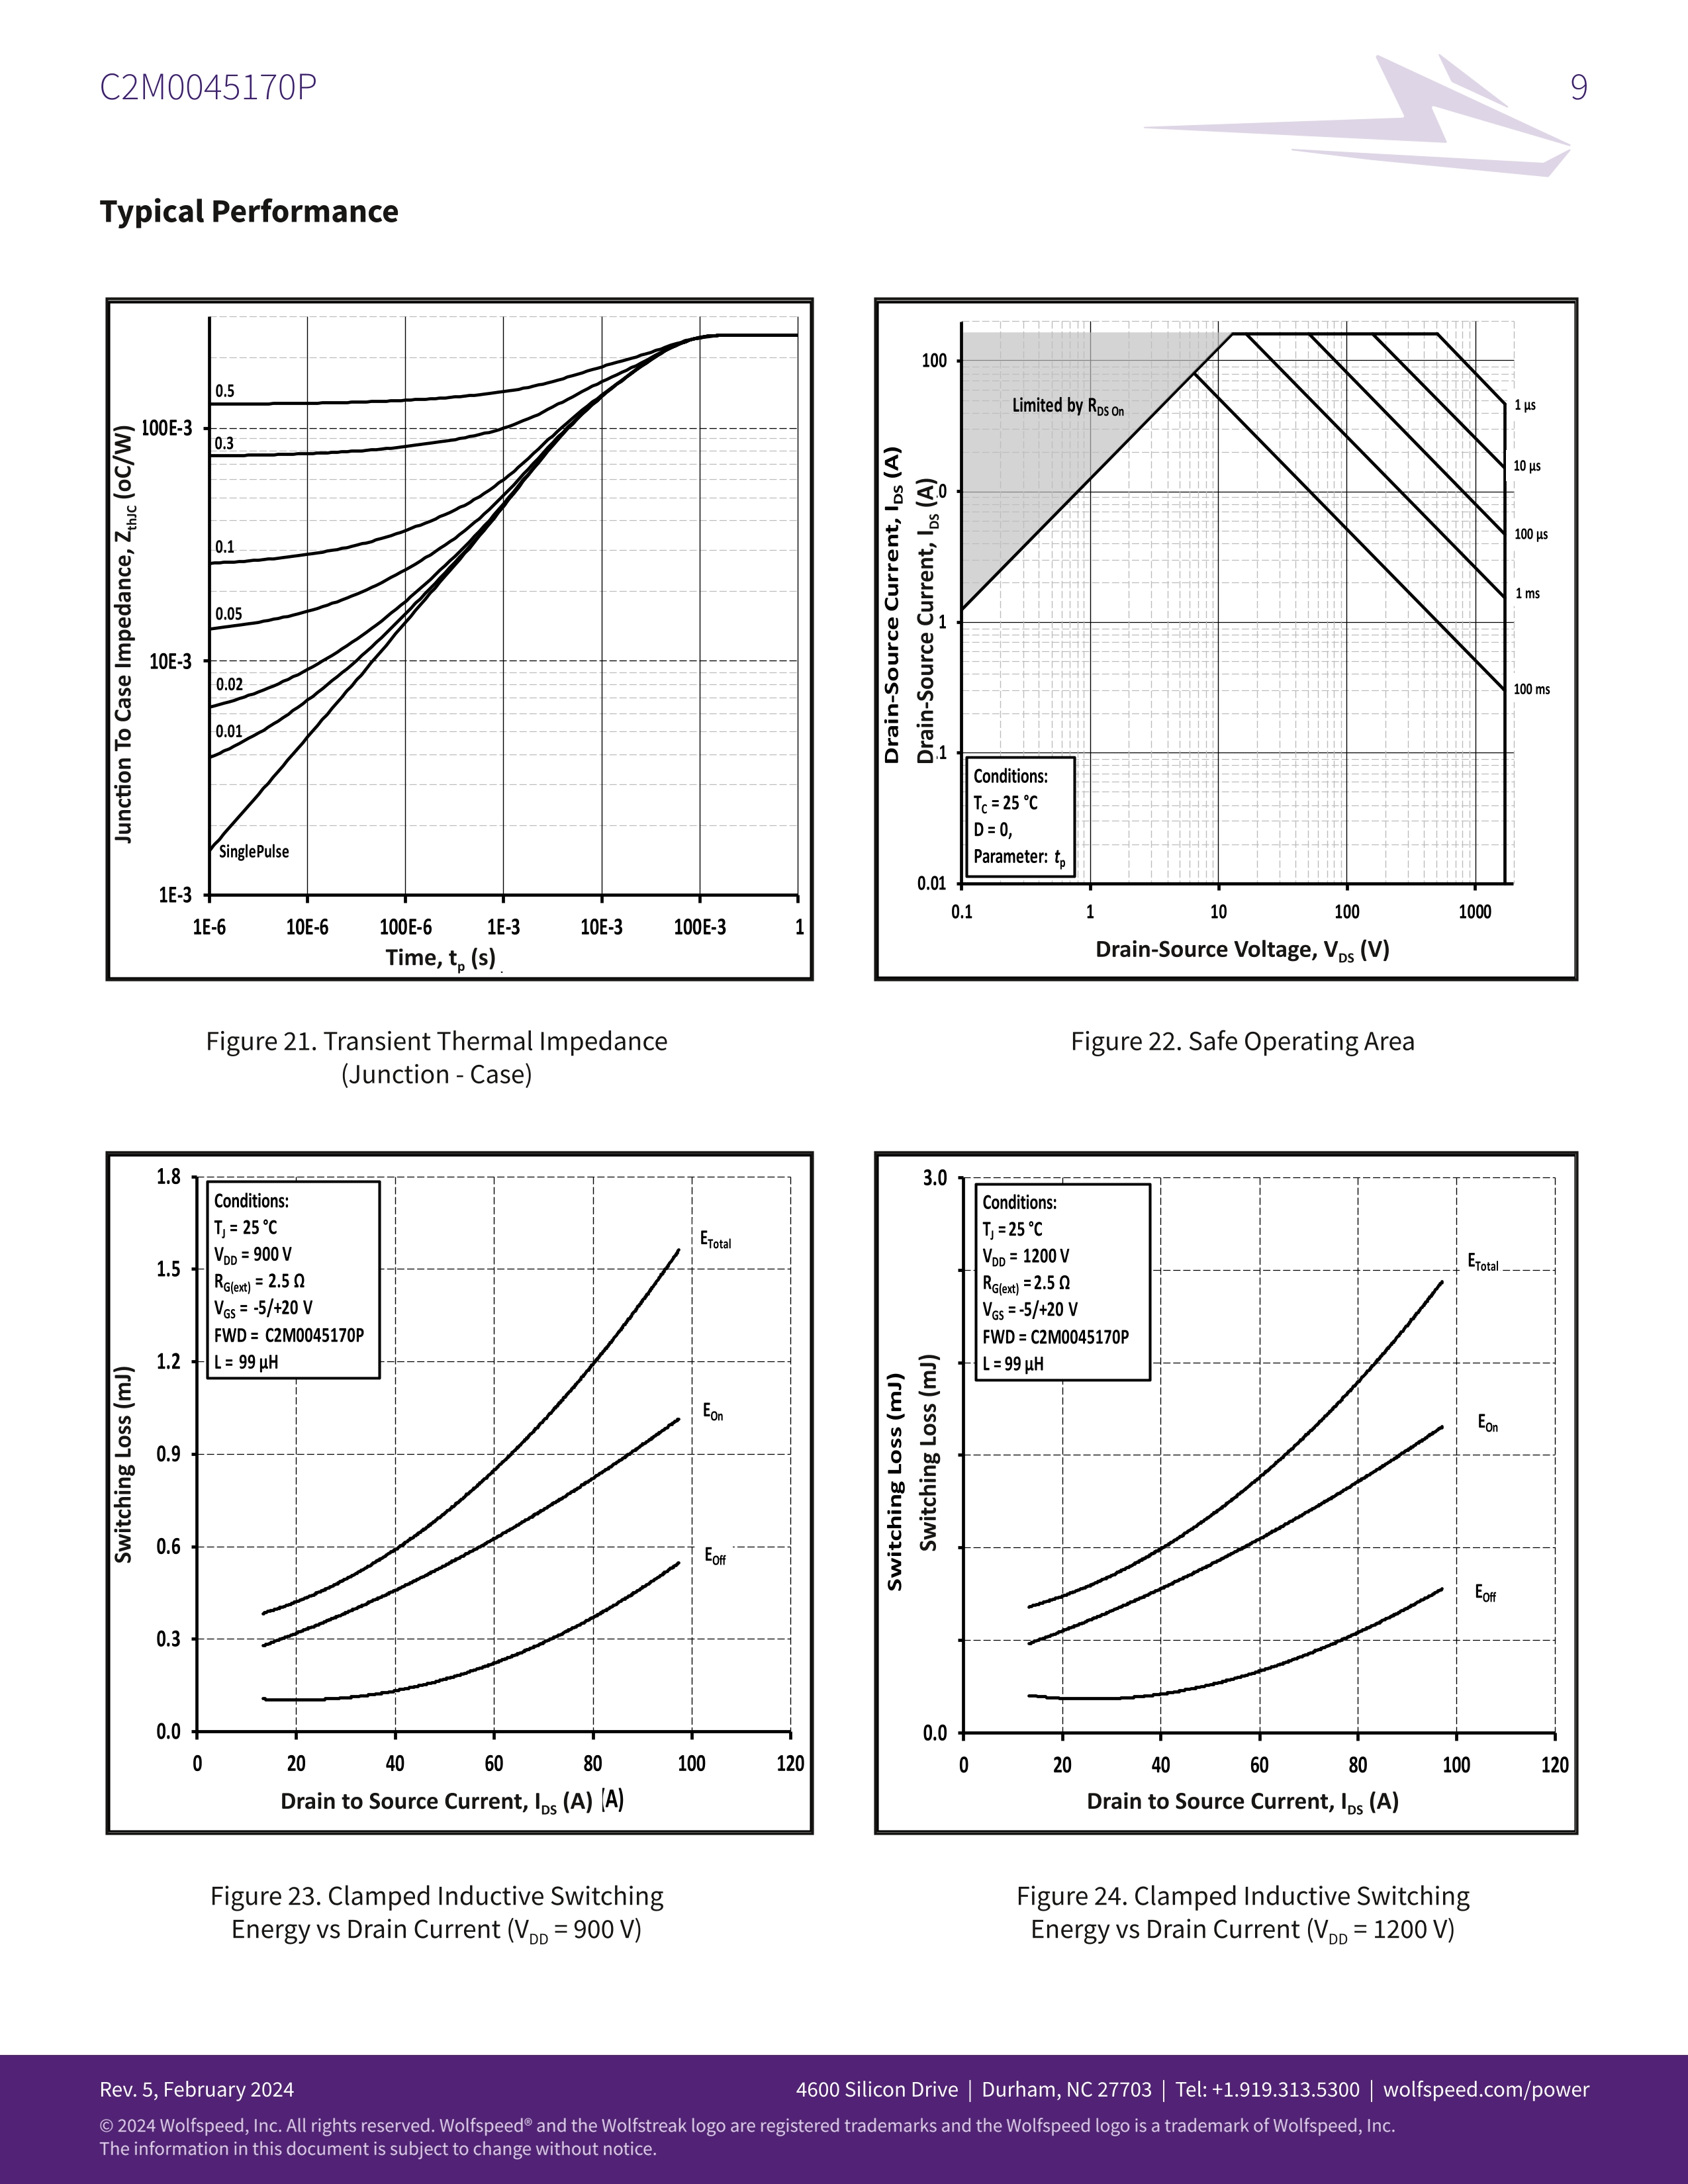 C2M0045170P
9
Typical Performance
Junction To Case Impedance, ZthJC (oC/W)
100E-3
10E-3
1E-3
0.5
0.3
0.1
0.05
0.02
0.01
SinglePulse
1E-6 10E-6 100E-6 1E-3 10E-3 100E-3 1
Time, tp (s)
Figure 21. Transient Thermal Impedance
(Junction - Case)
Drain-Source Current, IDS (A)
Drain-Source Current, IDS (A)
100
.0
1
.1
0.01
Limited by RDS On
1 µs
10 µs
100 µs
1 ms
100 ms
Conditions:
TC = 25 °C
D = 0,
Parameter: tp
0.1 1 10 100 1000
Drain-Source Voltage, VDS (V)
Figure 22. Safe Operating Area
Switching Loss (mJ)
1.8
1.5
1.2
0.9
0.6
0.3
0.0
Conditions:
TJ = 25 °C
VDD = 900 V
RG(ext) = 2.5 Ω
VGS = -5/+20 V
FWD = C2M0045170P
L = 99 µH
ETotal
EOn
EOff
0 20 40 60 80 100 120
Drain to Source Current, IDS (A) (A)
Figure 23. Clamped Inductive Switching
Energy vs Drain Current (VDD = 900 V)
Switching Loss (mJ)
Switching Loss (mJ)
3.0
0.0
Conditions:
TJ = 25 °C
VDD = 1200 V
RG(ext) = 2.5 Ω
VGS = -5/+20 V
FWD = C2M0045170P
L = 99 µH
ETotal
EOn
EOff
0 20 40 60 80 100 120
Drain to Source Current, IDS (A)
Figure 24. Clamped Inductive Switching
Energy vs Drain Current (VDD = 1200 V)
Rev. 5, February 2024
4600 Silicon Drive | Durham, NC 27703 | Tel: +1.919.313.5300 | wolfspeed.com/power
© 2024 Wolfspeed, Inc. All rights reserved. Wolfspeed® and the Wolfstreak logo are registered trademarks and the Wolfspeed logo is a trademark of Wolfspeed, Inc.
The information in this document is subject to change without notice.